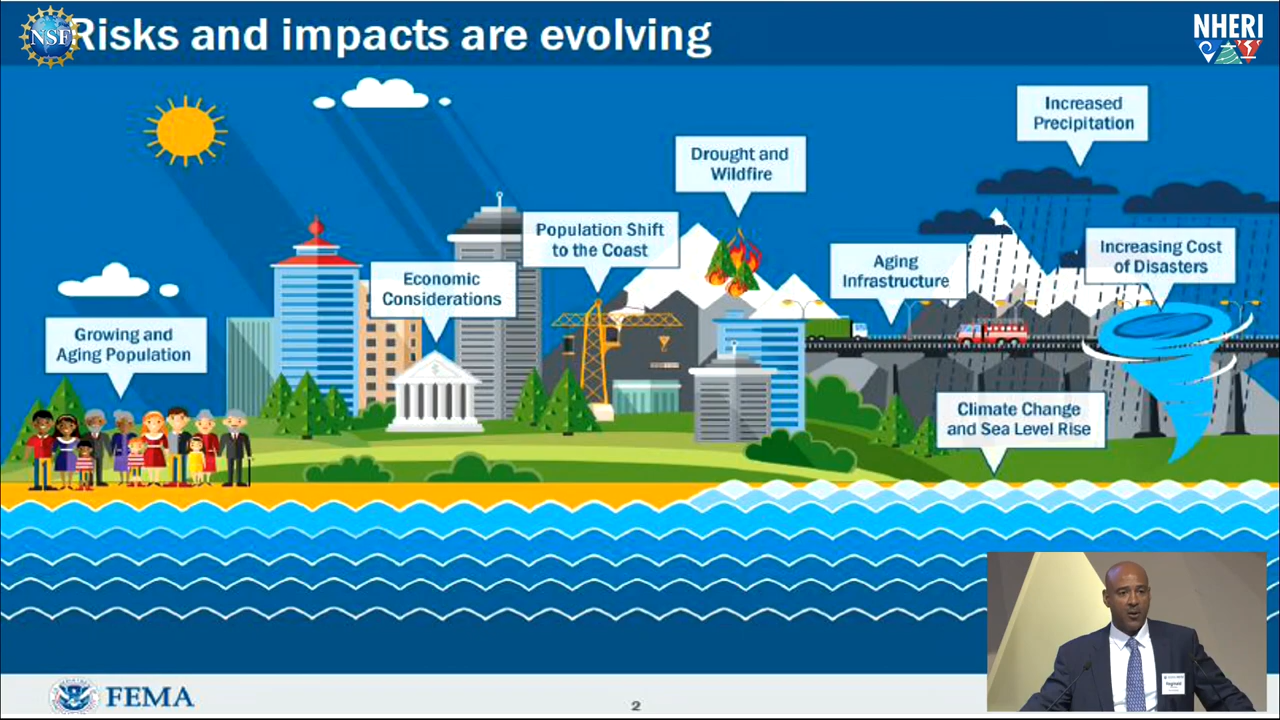 NSF
Risks and impacts are evolving
NHERI
Increased
Precipitation
Drought and
Wildfire
Population Shift
to the Coast
Increasing Cost
of Disasters
Aging
Infrastructure
Economic
Considerations
Growing and
Aging Population
$
Climate Change
and Sea Level Rise
FEMA
2